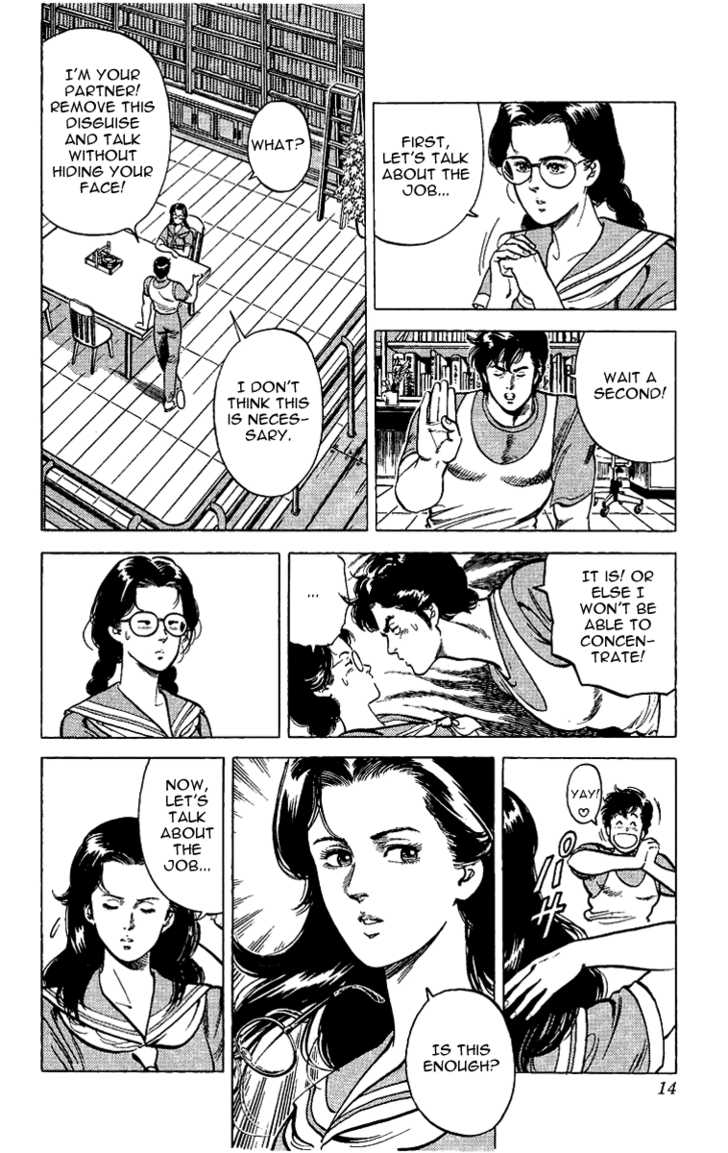 FIRST,
LET'S TALK
ABOUT THE
JOB...
WAIT A
SECOND!
WHAT?
I'M YOUR
PARTNER!
REMOVE THIS
DISGUISE
AND TALK
WITHOUT
HIDING YOUR
FACE!
I DON'T
THINK THIS
IS NECES-
SARY.
IT IS! OR
ELSE I
WON'T BE
ABLE TO
CONCEN-
TRATE!
...
YAY!
♡
パサ
IS THIS
ENOUGH?
NOW,
LET'S
TALK
ABOUT
THE
JOB...
14